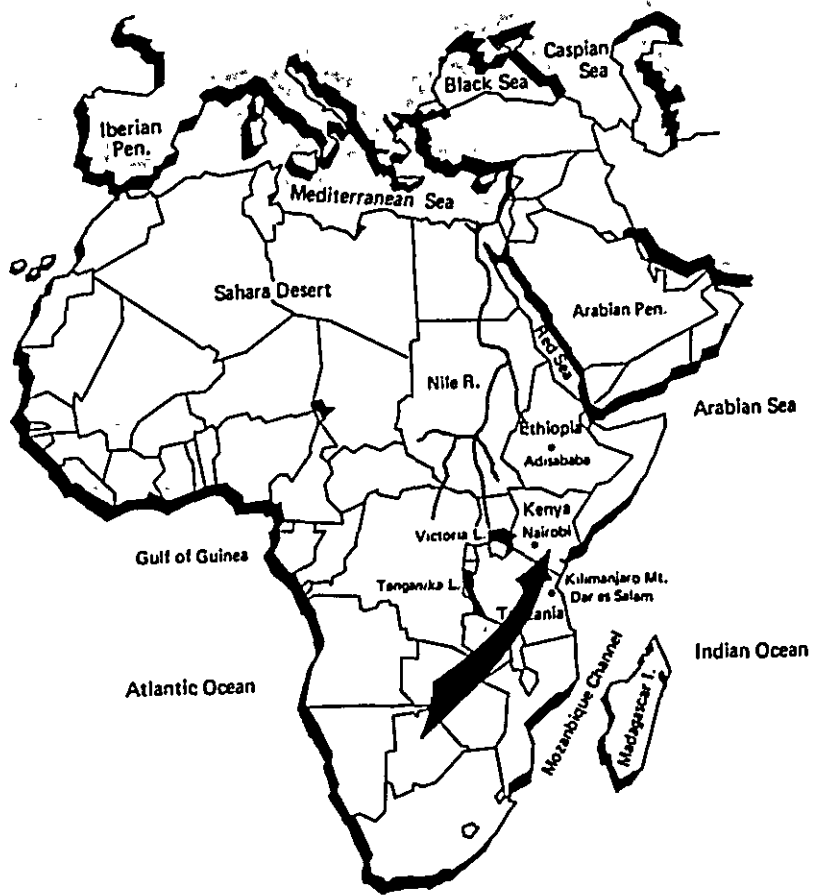 Caspian
Sea
Black Sea
Iberian
Pen.
Mediterranean Sea
Sahara Desert
Arabian Pen.
Red Sea
Nile R.
Arabian Sea
Ethiopia
Adisababa
Kenya
Victoria L.
Nairobi
Gulf of Guinea
Tanganika L.
Kilimanjaro Mt.
Dar es Salam
Indian Ocean
Atlantic Ocean
Mozanbique Channel
Madagascar I.